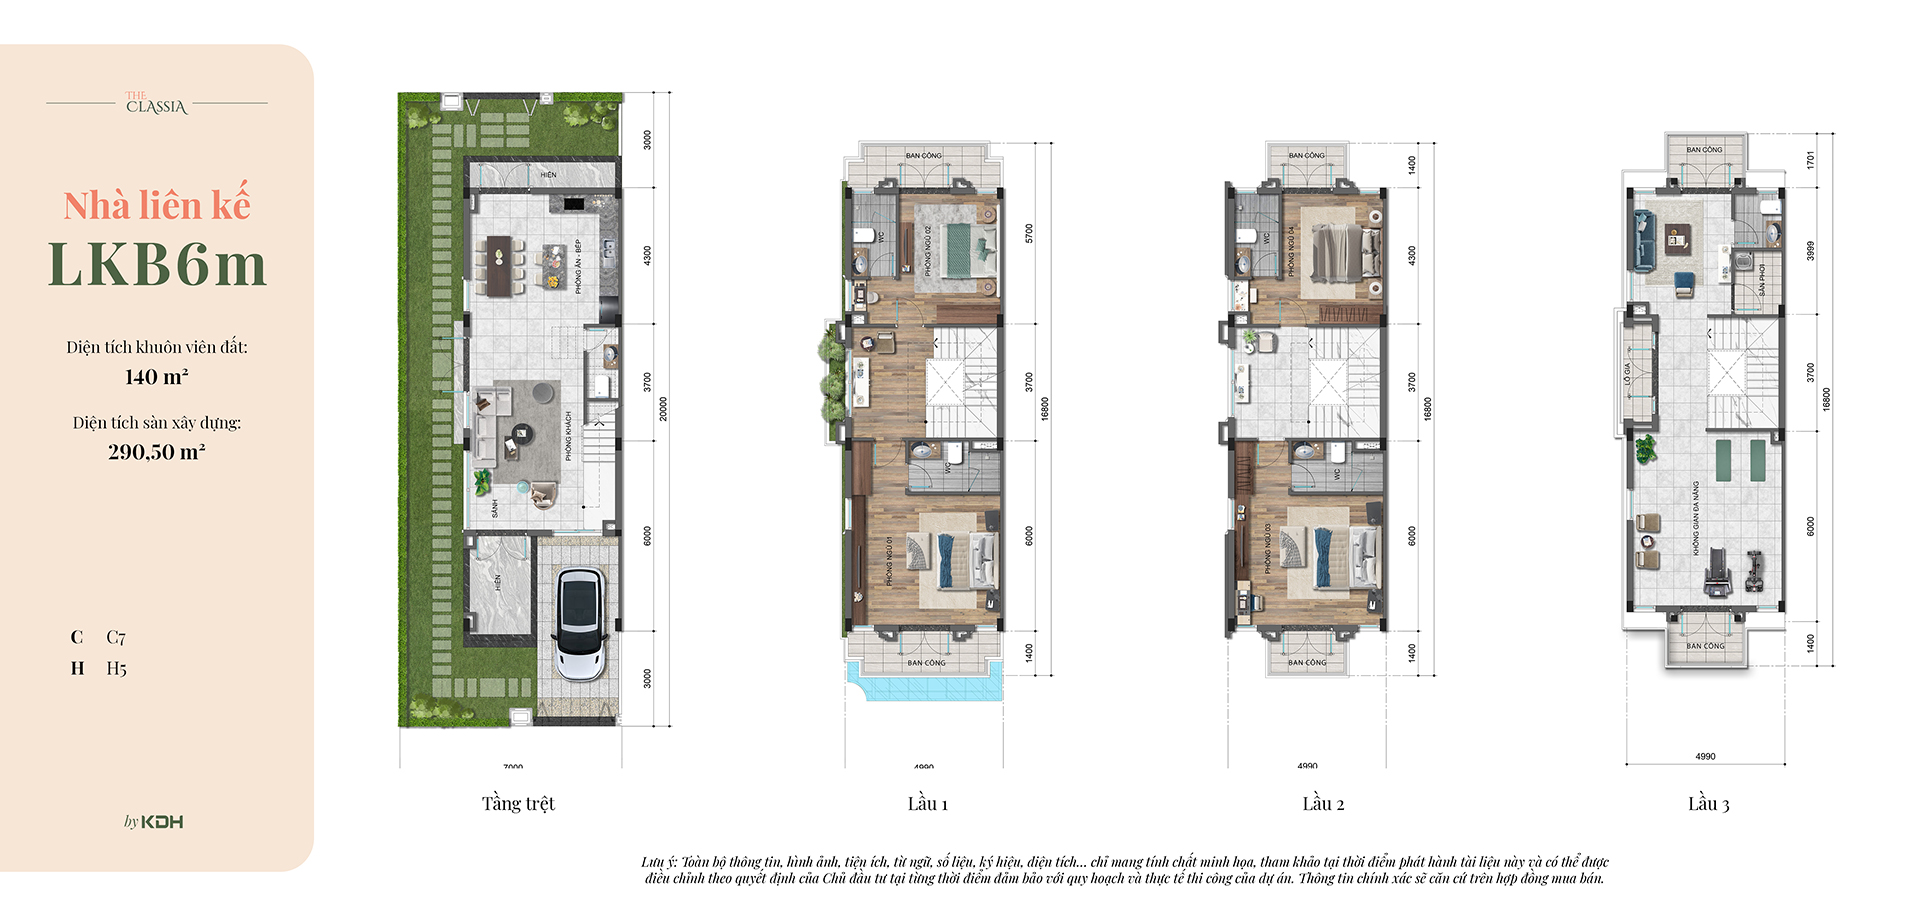 THE
CLASSIA
Nhà liên kế
LKB6m
Diện tích khuôn viên đất:
140 m²
Diện tích sàn xây dựng:
290,50 m²
C C7
H H5
by KDH
HIÊN
PHÒNG ĂN - BẾP
PHÒNG KHÁCH
SẢNH
HIÊN
3000
4300
3700
20000
6000
3000
7000
Tầng trệt
BAN CÔNG
WC
PHÒNG NGỦ 02
WC
PHÒNG NGỦ 01
BAN CÔNG
5700
3700
16800
6000
1400
4990
Lầu 1
BAN CÔNG
WC
PHÒNG NGỦ 04
WC
PHÒNG NGỦ 03
BAN CÔNG
1400
4300
3700
16800
6000
1400
4990
Lầu 2
BAN CÔNG
SÂN PHƠI
LÔ GIA
KHÔNG GIAN ĐA NĂNG
BAN CÔNG
1701
3999
3700
16800
6000
1400
4990
Lầu 3
Lưu ý: Toàn bộ thông tin, hình ảnh, tiện ích, từ ngữ, số liệu, ký hiệu, diện tích... chỉ mang tính chất minh họa, tham khảo tại thời điểm phát hành tài liệu này và có thể được
điều chỉnh theo quyết định của Chủ đầu tư tại từng thời điểm đảm bảo với quy hoạch và thực tế thi công của dự án. Thông tin chính xác sẽ căn cứ trên hợp đồng mua bán.